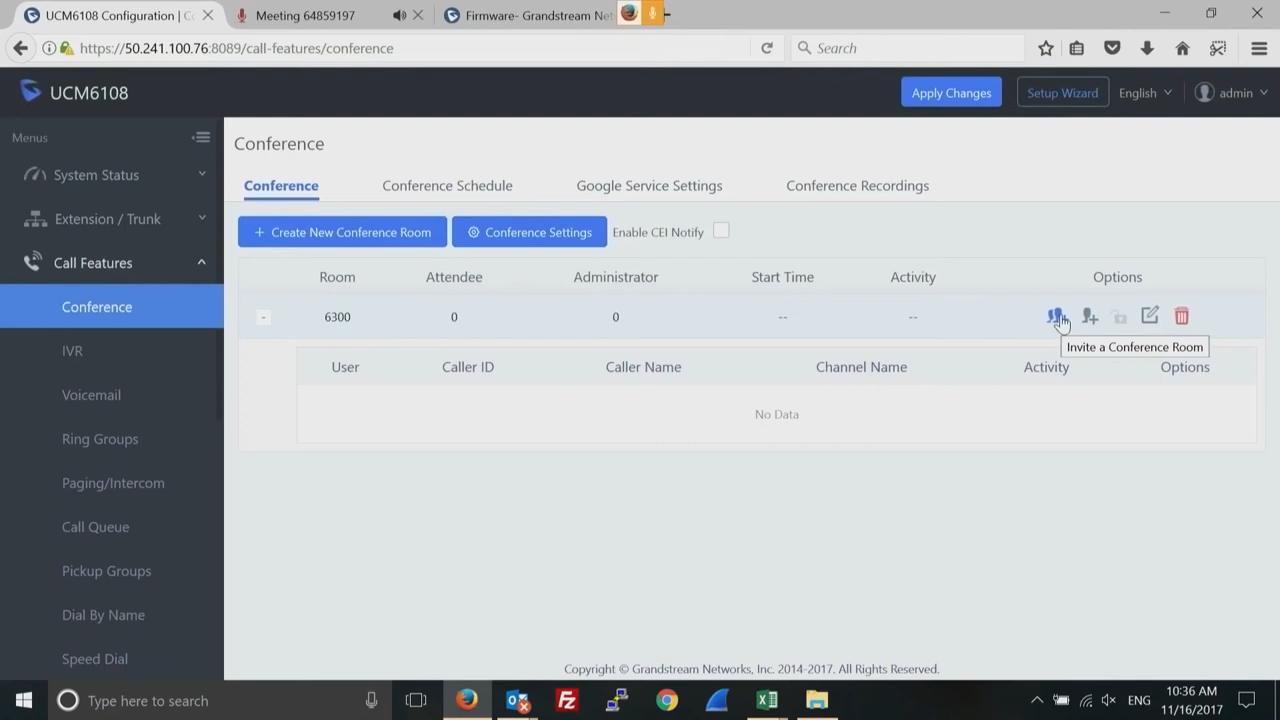 UCM6108 Configuration | C
Meeting 64859197
Firmware- Grandstream Net
https://50.241.100.76:8089/call-features/conference
Search
UCM6108
Apply Changes
Setup Wizard
English
admin
Menus
System Status
Extension / Trunk
Call Features
Conference
IVR
Voicemail
Ring Groups
Paging/Intercom
Call Queue
Pickup Groups
Dial By Name
Speed Dial
Conference
Conference Conference Schedule Google Service Settings Conference Recordings
+ Create New Conference Room Conference Settings Enable CEI Notify
Room Attendee Administrator Start Time Activity Options
- 6300 0 0 -- --
Invite a Conference Room
User Caller ID Caller Name Channel Name Activity Options
No Data
Copyright © Grandstream Networks, Inc. 2014-2017. All Rights Reserved.
Type here to search
ENG
10:36 AM
11/16/2017